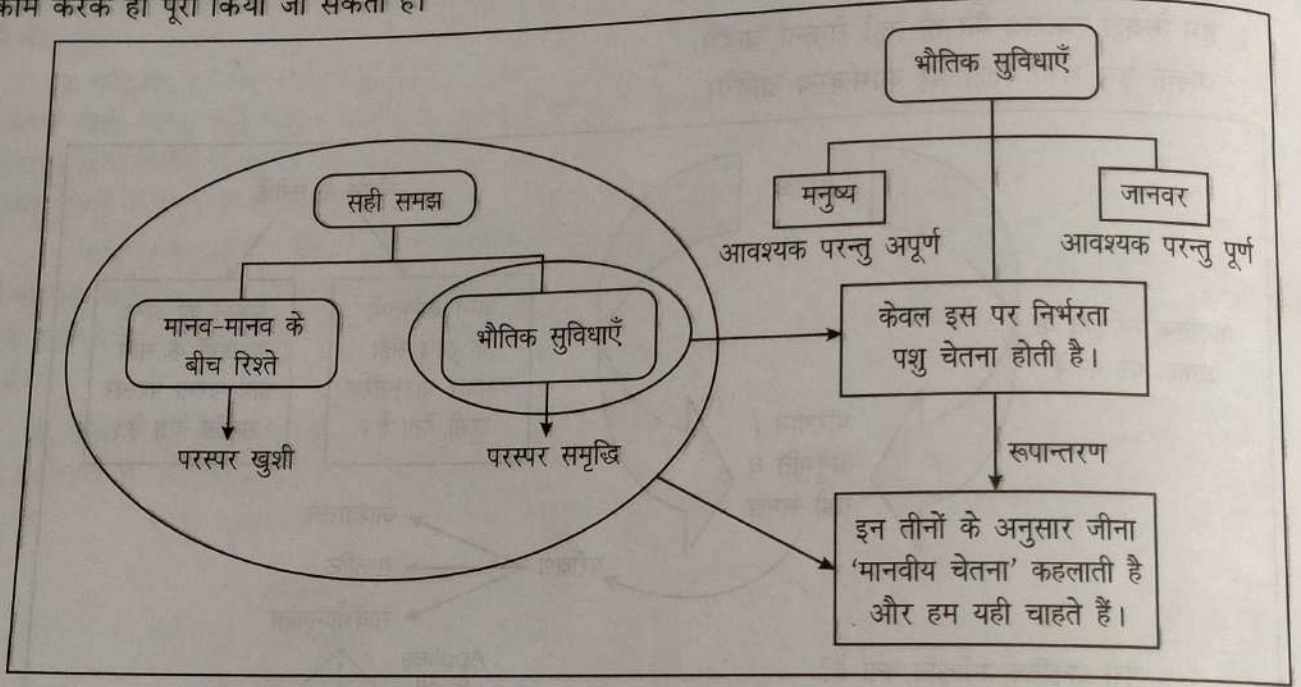 काम करके ही पूरा किया जा सकता है।
भौतिक सुविधाएँ
सही समझ
मनुष्य
जानवर
आवश्यक परन्तु अपूर्ण
आवश्यक परन्तु पूर्ण
मानव-मानव के
बीच रिश्ते
भौतिक सुविधाएँ
केवल इस पर निर्भरता
पशु चेतना होती है।
परस्पर खुशी
परस्पर समृद्धि
रूपान्तरण
इन तीनों के अनुसार जीना
‘मानवीय चेतना’ कहलाती है
और हम यही चाहते हैं।